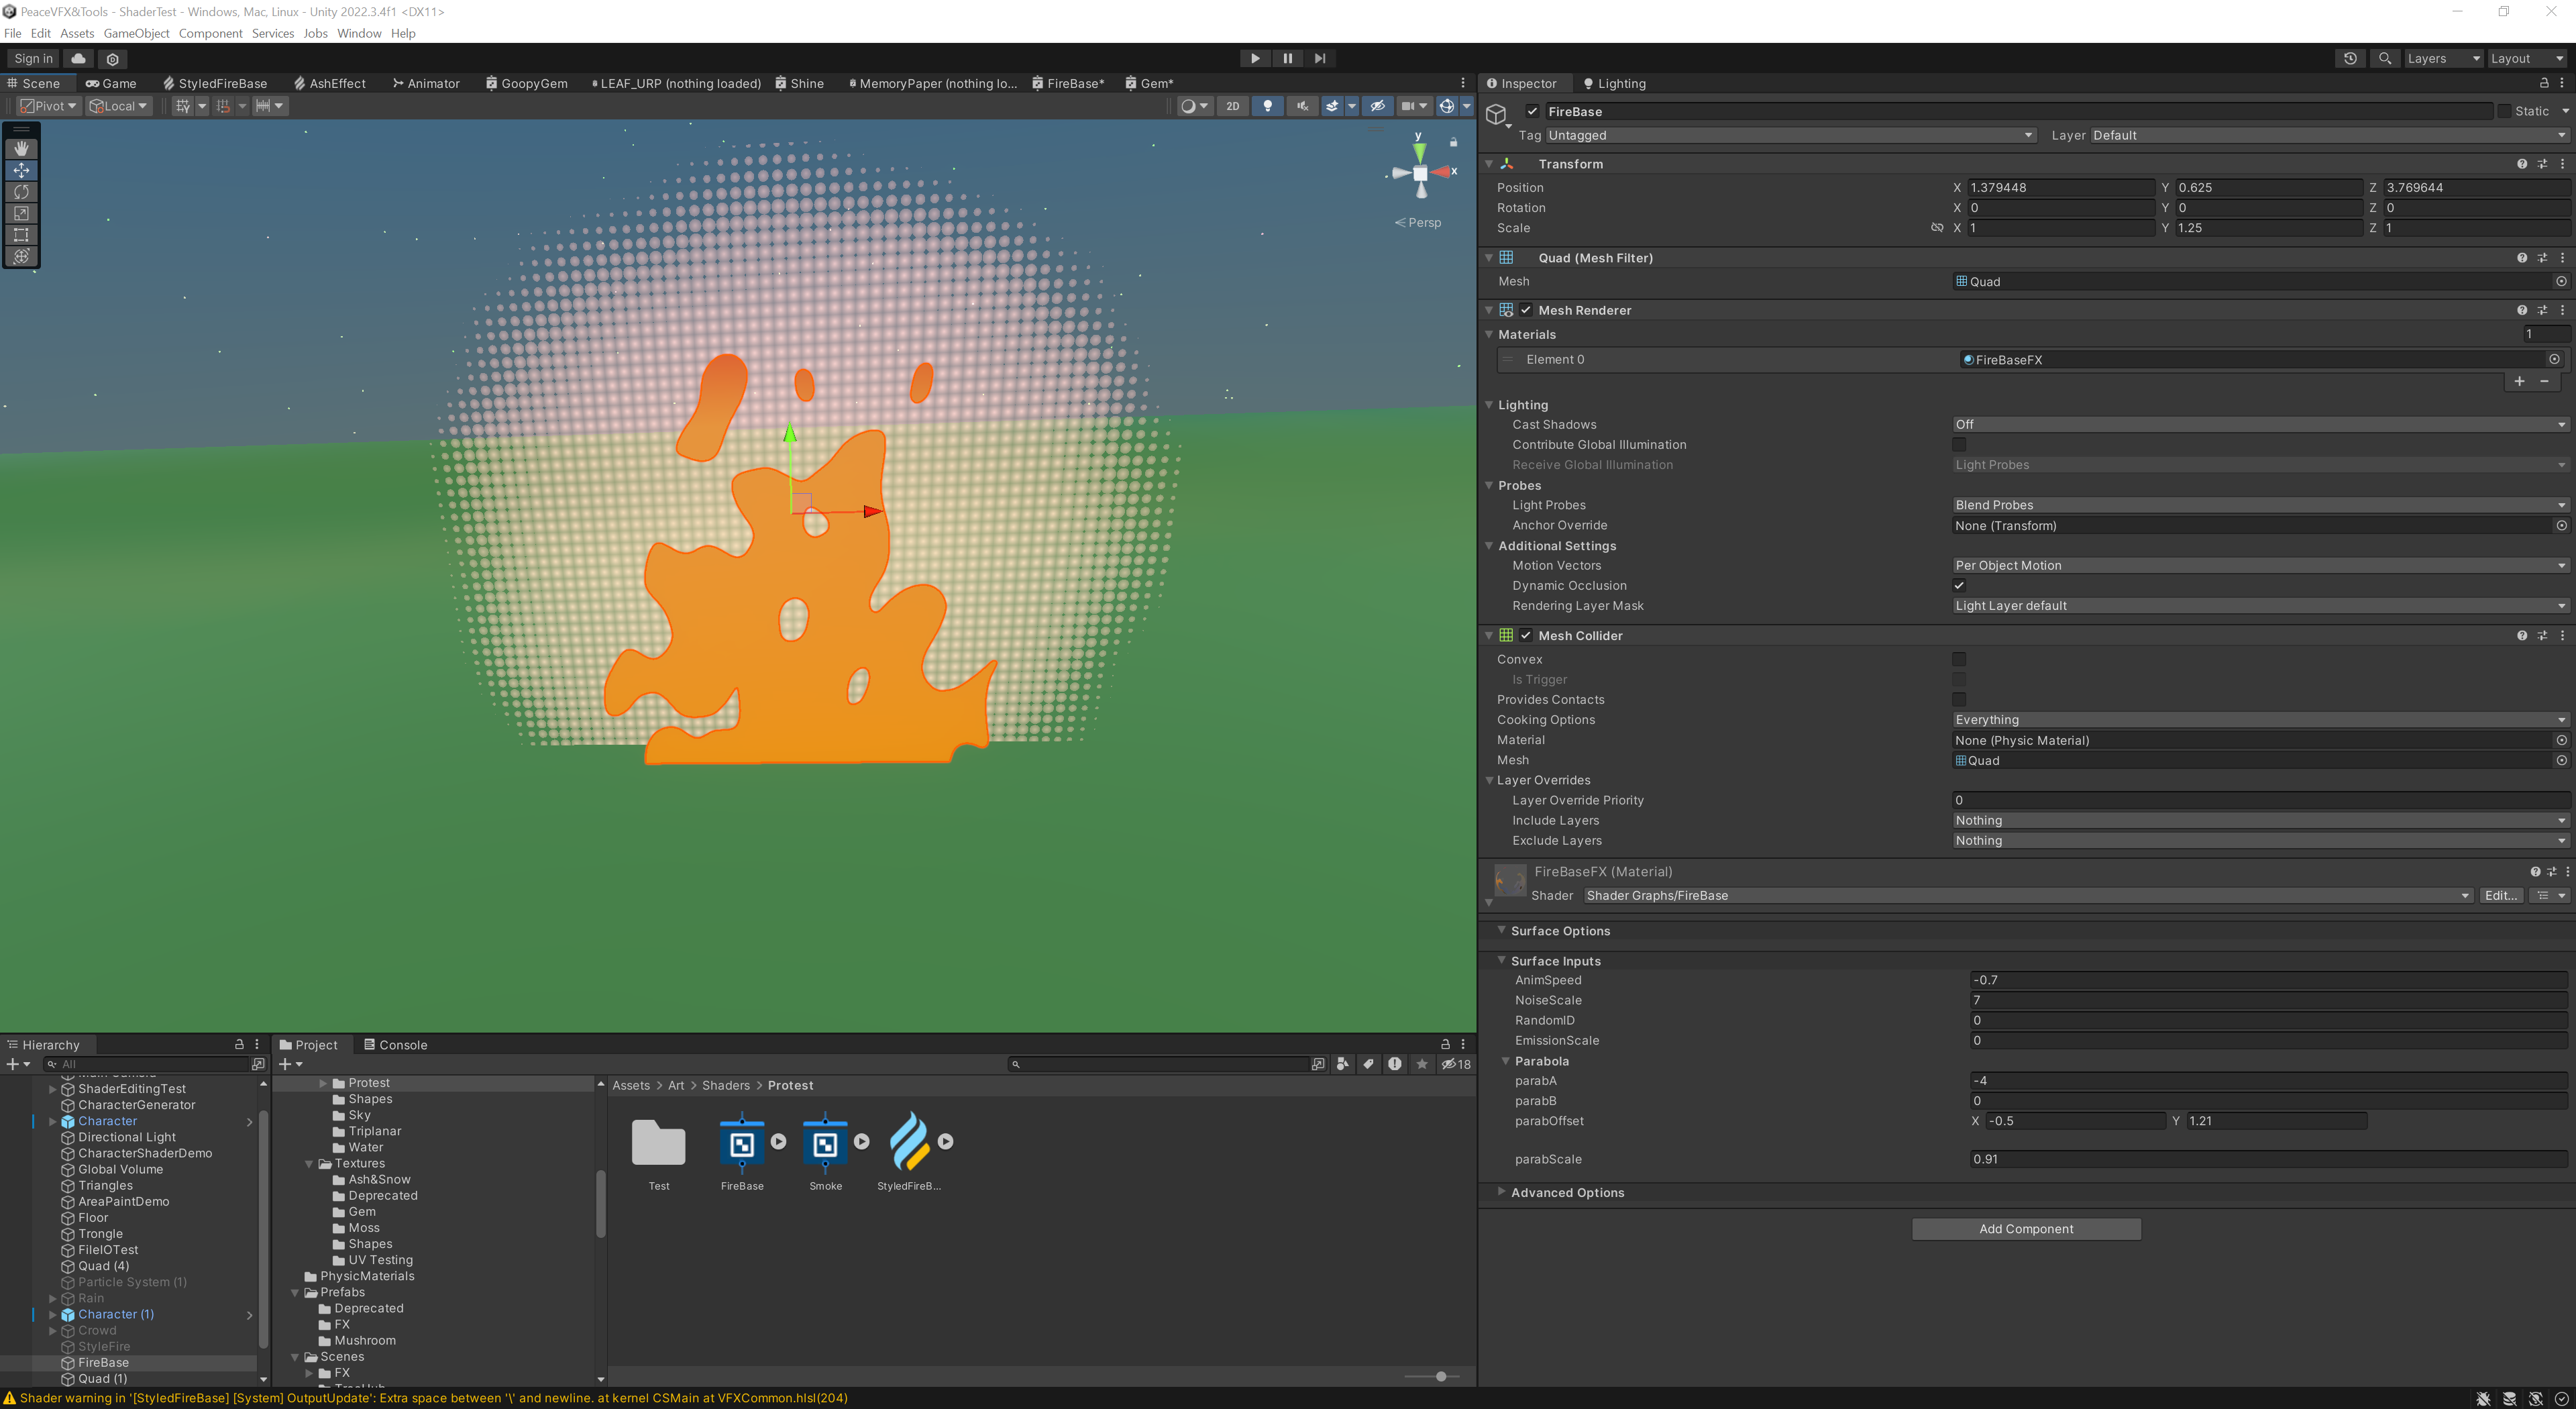 PeaceVFX&Tools - ShaderTest - Windows, Mac, Linux - Unity 2022.3.4f1 <DX11>
File Edit Assets GameObject Component Services Jobs Window Help
Sign in
Layers Layout
Scene Game StyledFireBase AshEffect Animator GoopyGem LEAF_URP (nothing loaded) Shine MemoryPaper (nothing lo... FireBase* Gem*
Pivot Local 2D
y
x
Persp
Inspector Lighting
FireBase Static
Tag Untagged Layer Default
Transform
Position X 1.379448 Y 0.625 Z 3.769644
Rotation X 0 Y 0 Z 0
Scale X 1 Y 1.25 Z 1
Quad (Mesh Filter)
Mesh Quad
Mesh Renderer
Materials 1
Element 0 FireBaseFX
Lighting
Cast Shadows Off
Contribute Global Illumination
Receive Global Illumination Light Probes
Probes
Light Probes Blend Probes
Anchor Override None (Transform)
Additional Settings
Motion Vectors Per Object Motion
Dynamic Occlusion
Rendering Layer Mask Light Layer default
Mesh Collider
Convex
Is Trigger
Provides Contacts
Cooking Options Everything
Material None (Physic Material)
Mesh Quad
Layer Overrides
Layer Override Priority 0
Include Layers Nothing
Exclude Layers Nothing
FireBaseFX (Material)
Shader Shader Graphs/FireBase Edit...
Surface Options
Surface Inputs
AnimSpeed -0.7
NoiseScale 7
RandomID 0
EmissionScale 0
Parabola
parabA -4
parabB 0
parabOffset X -0.5 Y 1.21
parabScale 0.91
Advanced Options
Add Component
Hierarchy
All
ShaderEditingTest
CharacterGenerator
Character
Directional Light
CharacterShaderDemo
Global Volume
Triangles
AreaPaintDemo
Floor
Trongle
FileIOTest
Quad (4)
Particle System (1)
Rain
Character (1)
Crowd
StyleFire
FireBase
Quad (1)
Project Console
18
Protest
Shapes
Sky
Triplanar
Water
Textures
Ash&Snow
Deprecated
Gem
Moss
Shapes
UV Testing
PhysicMaterials
Prefabs
Deprecated
FX
Mushroom
Scenes
FX
Assets > Art > Shaders > Protest
Test FireBase Smoke StyledFireB...
Shader warning in '[StyledFireBase] [System] OutputUpdate': Extra space between '\' and newline. at kernel CSMain at VFXCommon.hlsl(204)